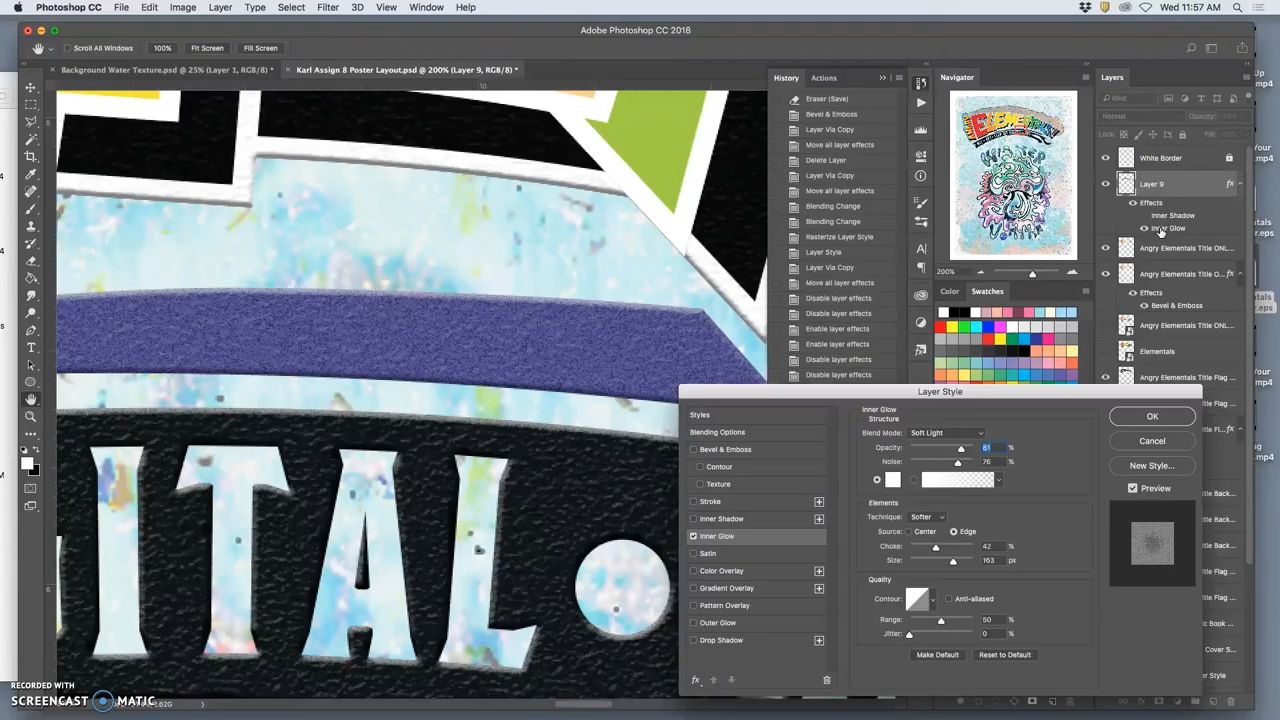 Photoshop CC File Edit Image Layer Type Select Filter 3D View Window Help Wed 11:57 AM
Adobe Photoshop CC 2018
Scroll All Windows 100% Fit Screen Fill Screen
Background Water Texture.psd @ 25% (Layer 1, RGB/8) * Karl Assign 8 Poster Layout.psd @ 200% (Layer 9, RGB/8) *
10
ITAL
History Actions
Eraser (Save)
Bevel & Emboss
Layer Via Copy
Move all layer effects
Delete Layer
Layer Via Copy
Move all layer effects
Blending Change
Blending Change
Rasterize Layer Style
Layer Style
Layer Via Copy
Move all layer effects
Disable layer effects
Disable layer effects
Enable layer effects
Enable layer effects
Disable layer effects
Disable layer effects
Navigator
200%
Color Swatches
Layers
Kind
Normal Opacity:
Lock: Fill:
White Border
Layer 9 fx
Effects
Inner Shadow
Inner Glow
Angry Elementals Title ONL...
Angry Elementals Title O... fx
Effects
Bevel & Emboss
Angry Elementals Title ONL...
Elementals
Angry Elementals Title Flag
Layer Style
Styles
Blending Options
Bevel & Emboss
Contour
Texture
Stroke
Inner Shadow
Inner Glow
Satin
Color Overlay
Gradient Overlay
Pattern Overlay
Outer Glow
Drop Shadow
fx
Inner Glow
Structure
Blend Mode: Soft Light
Opacity: 81 %
Noise: 76 %
Elements
Technique: Softer
Source: Center Edge
Choke: 42 %
Size: 163 px
Quality
Contour: Anti-aliased
Range: 50 %
Jitter: 0 %
Make Default Reset to Default
OK
Cancel
New Style...
Preview
RECORDED WITH
SCREENCAST MATIC